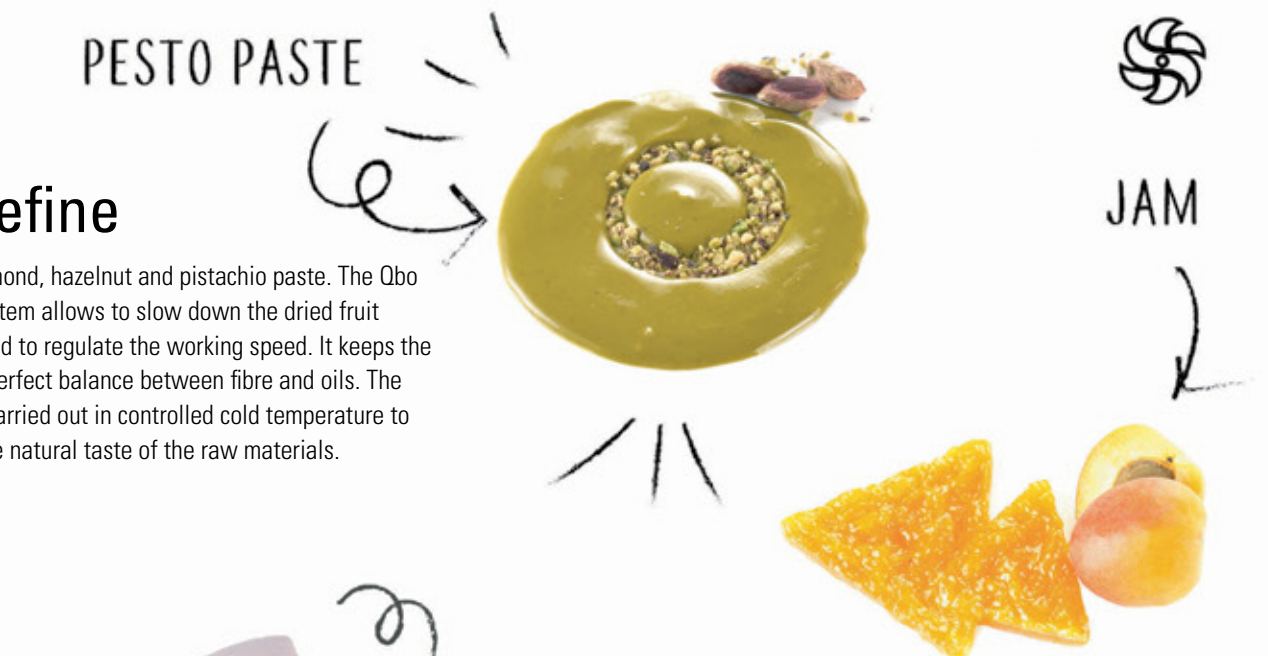 PESTO PASTE
JAM
efine
mond, hazelnut and pistachio paste. The Qbo
tem allows to slow down the dried fruit
d to regulate the working speed. It keeps the
erfect balance between fibre and oils. The
arried out in controlled cold temperature to
e natural taste of the raw materials.